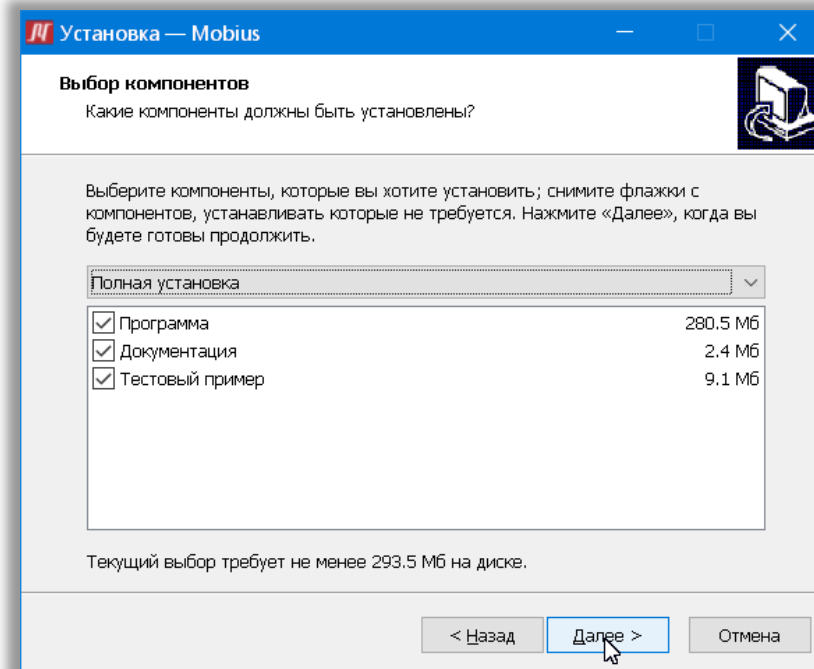 Установка — Mobius
Выбор компонентов
Какие компоненты должны быть установлены?
Выберите компоненты, которые вы хотите установить; снимите флажки с
компонентов, устанавливать которые не требуется. Нажмите «Далее», когда вы
будете готовы продолжить.
Полная установка
Программа 280.5 Мб
Документация 2.4 Мб
Тестовый пример 9.1 Мб
Текущий выбор требует не менее 293.5 Мб на диске.
< Назад Далее > Отмена